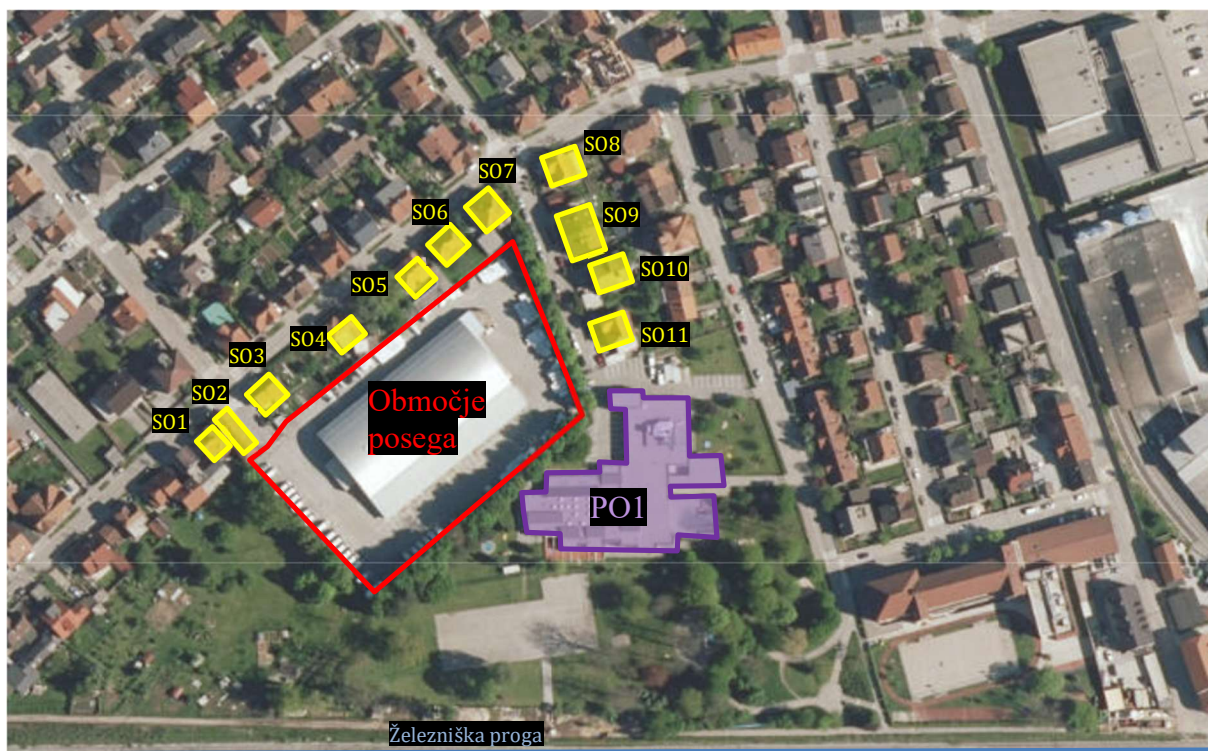 SO8
SO7
SO6
SO9
SO10
SO5
SO4
SO11
SO3
SO2
SO1
Območje
posega
PO1
Železniška proga